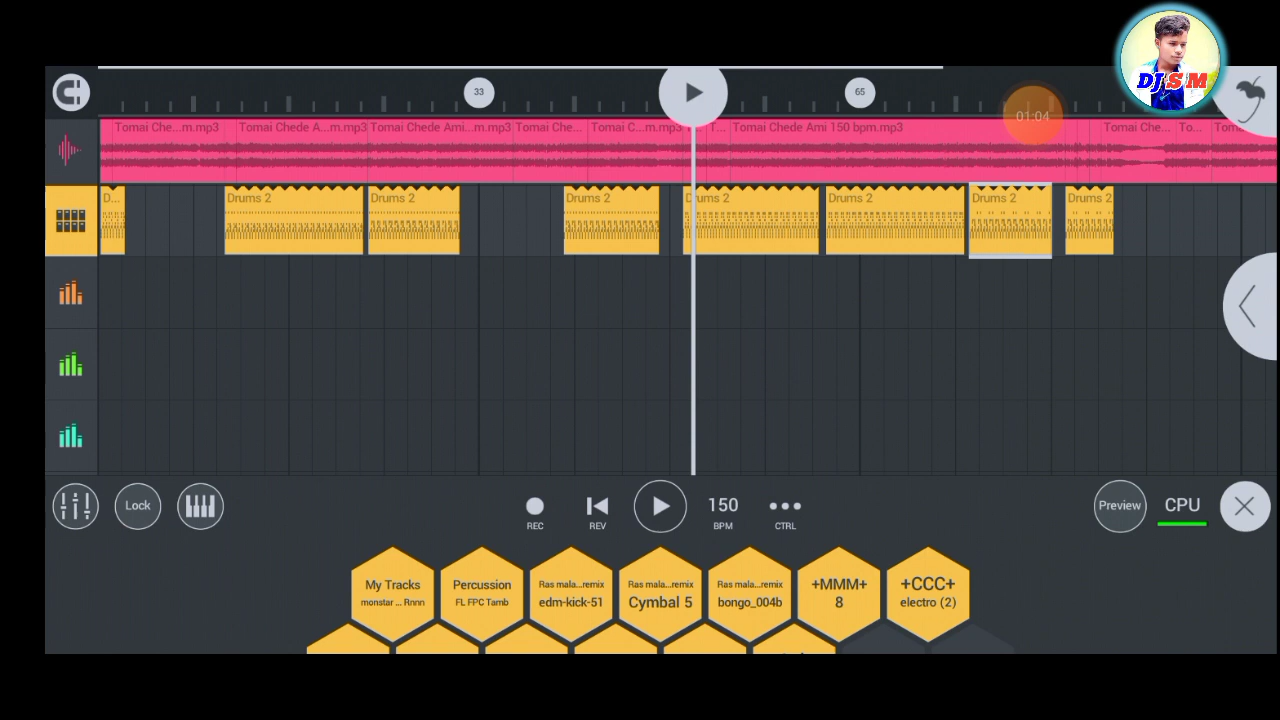 DJ S M
33
65
01:04
Tomai Che...m.mp3
Tomai Chede A...m.mp3
Tomai Chede Ami...m.mp3
Tomai Che...
Tomai C...m.mp3
T...
Tomai Chede Ami 150 bpm.mp3
Tomai Che...
To...
Tom
D...
Drums 2
Drums 2
Drums 2
Drums 2
Drums 2
Drums 2
Drums 2
Lock
REC
REV
150
BPM
CTRL
Preview
CPU
My Tracks
monstar ... Rnnn
Percussion
FL FPC Tamb
Ras mala...remix
edm-kick-51
Ras mala...remix
Cymbal 5
Ras mala...remix
bongo_004b
+MMM+
8
+CCC+
electro (2)